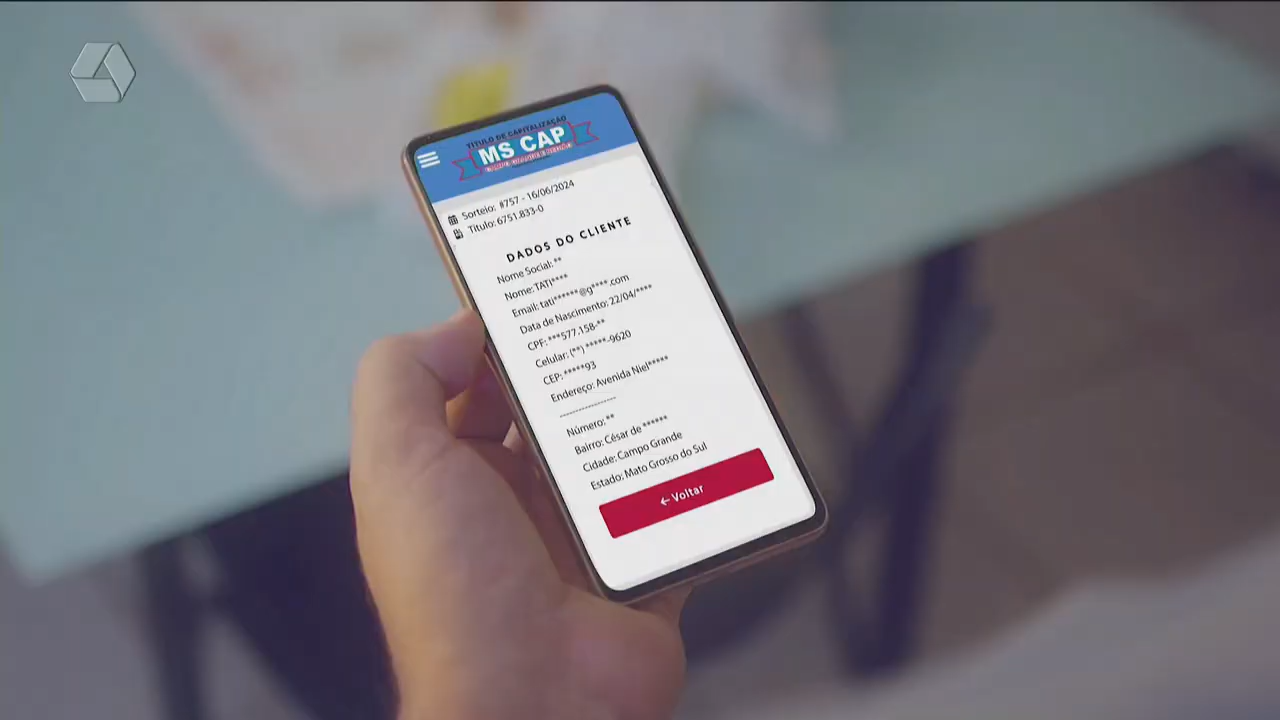 TÍTULO DE CAPITALIZAÇÃO
MS CAP
Sorteio: #757 - 16/06/2024
Título: 6751.833-0
DADOS DO CLIENTE
Nome Social: **
Nome: TATI****
Email: tati******@g****.com
Data de Nascimento: 22/04/****
CPF: ***577.158-**
Celular: (**) *****-9620
CEP: *****93
Endereço: Avenida Niel*****
----------------
Número: **
Bairro: César de ******
Cidade: Campo Grande
Estado: Mato Grosso do Sul
← Voltar